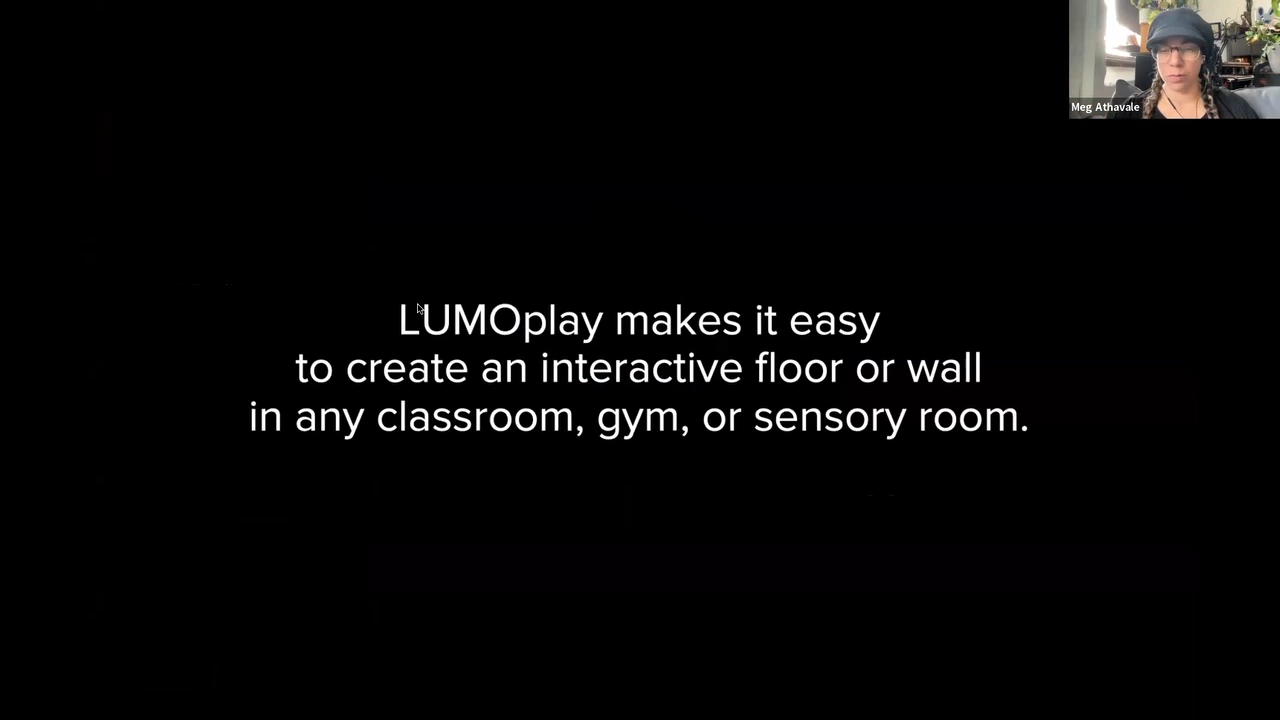 Meg Athavale
LUMOplay makes it easy
to create an interactive floor or wall
in any classroom, gym, or sensory room.